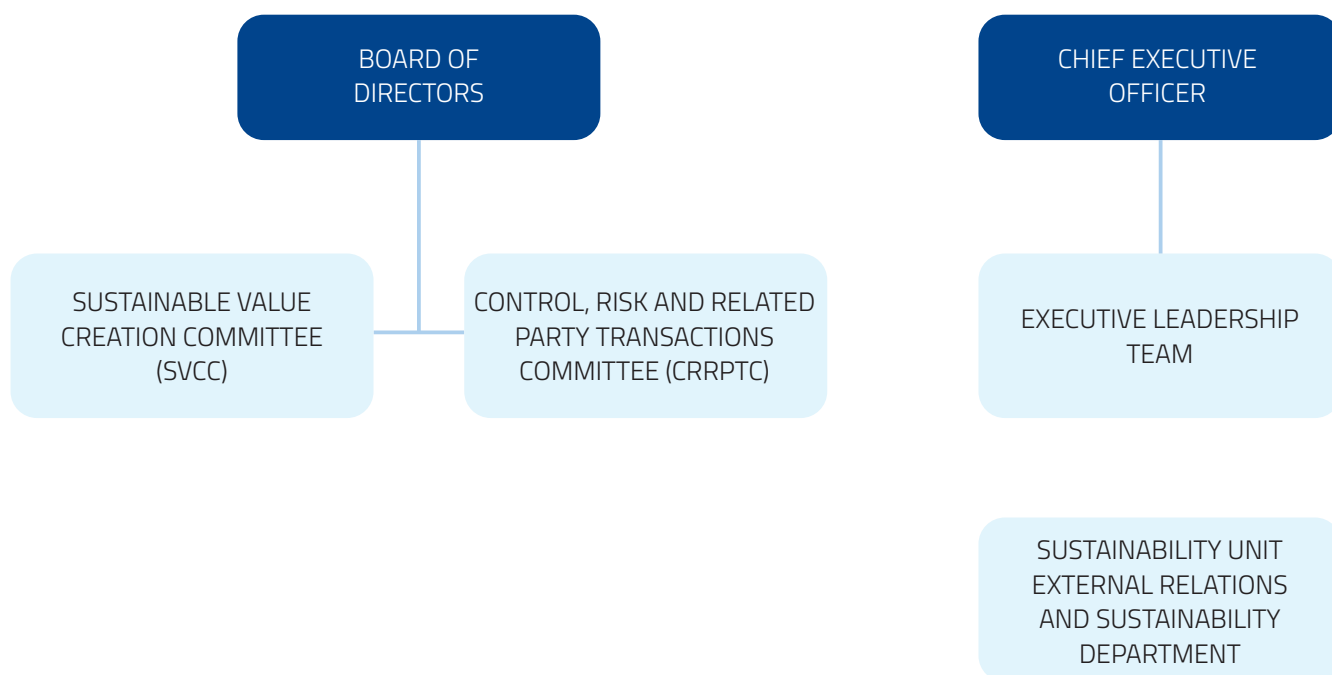 BOARD OF
DIRECTORS
CHIEF EXECUTIVE
OFFICER
SUSTAINABLE VALUE
CREATION COMMITTEE
(SVCC)
CONTROL, RISK AND RELATED
PARTY TRANSACTIONS
COMMITTEE (CRRPTC)
EXECUTIVE LEADERSHIP
TEAM
SUSTAINABILITY UNIT
EXTERNAL RELATIONS
AND SUSTAINABILITY
DEPARTMENT